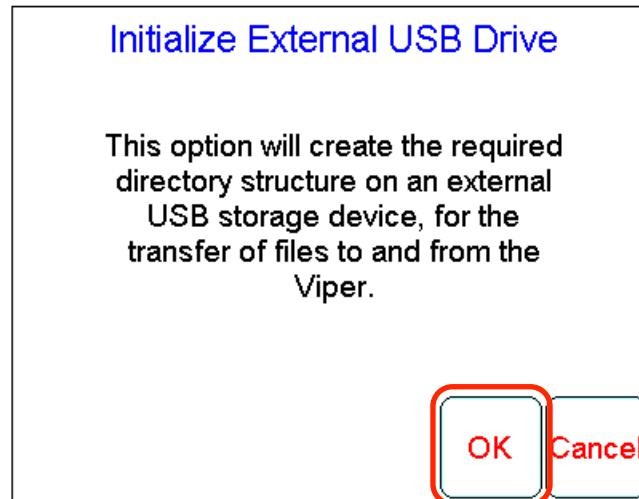 Initialize External USB Drive
This option will create the required
directory structure on an external
USB storage device, for the
transfer of files to and from the
Viper.
OK Cancel